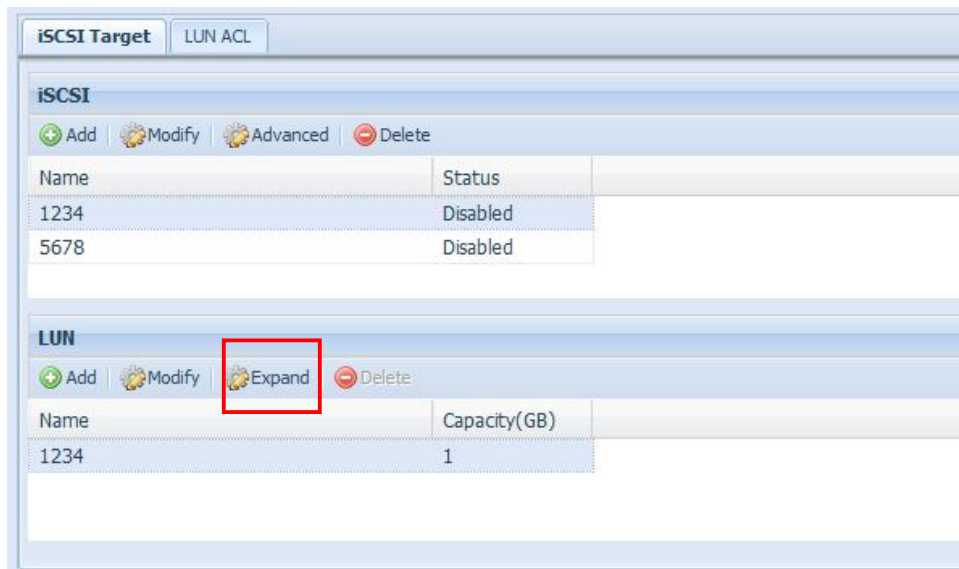 iSCSI Target LUN ACL
iSCSI
Add Modify Advanced Delete
Name Status
1234 Disabled
5678 Disabled
LUN
Add Modify Expand Delete
Name Capacity(GB)
1234 1